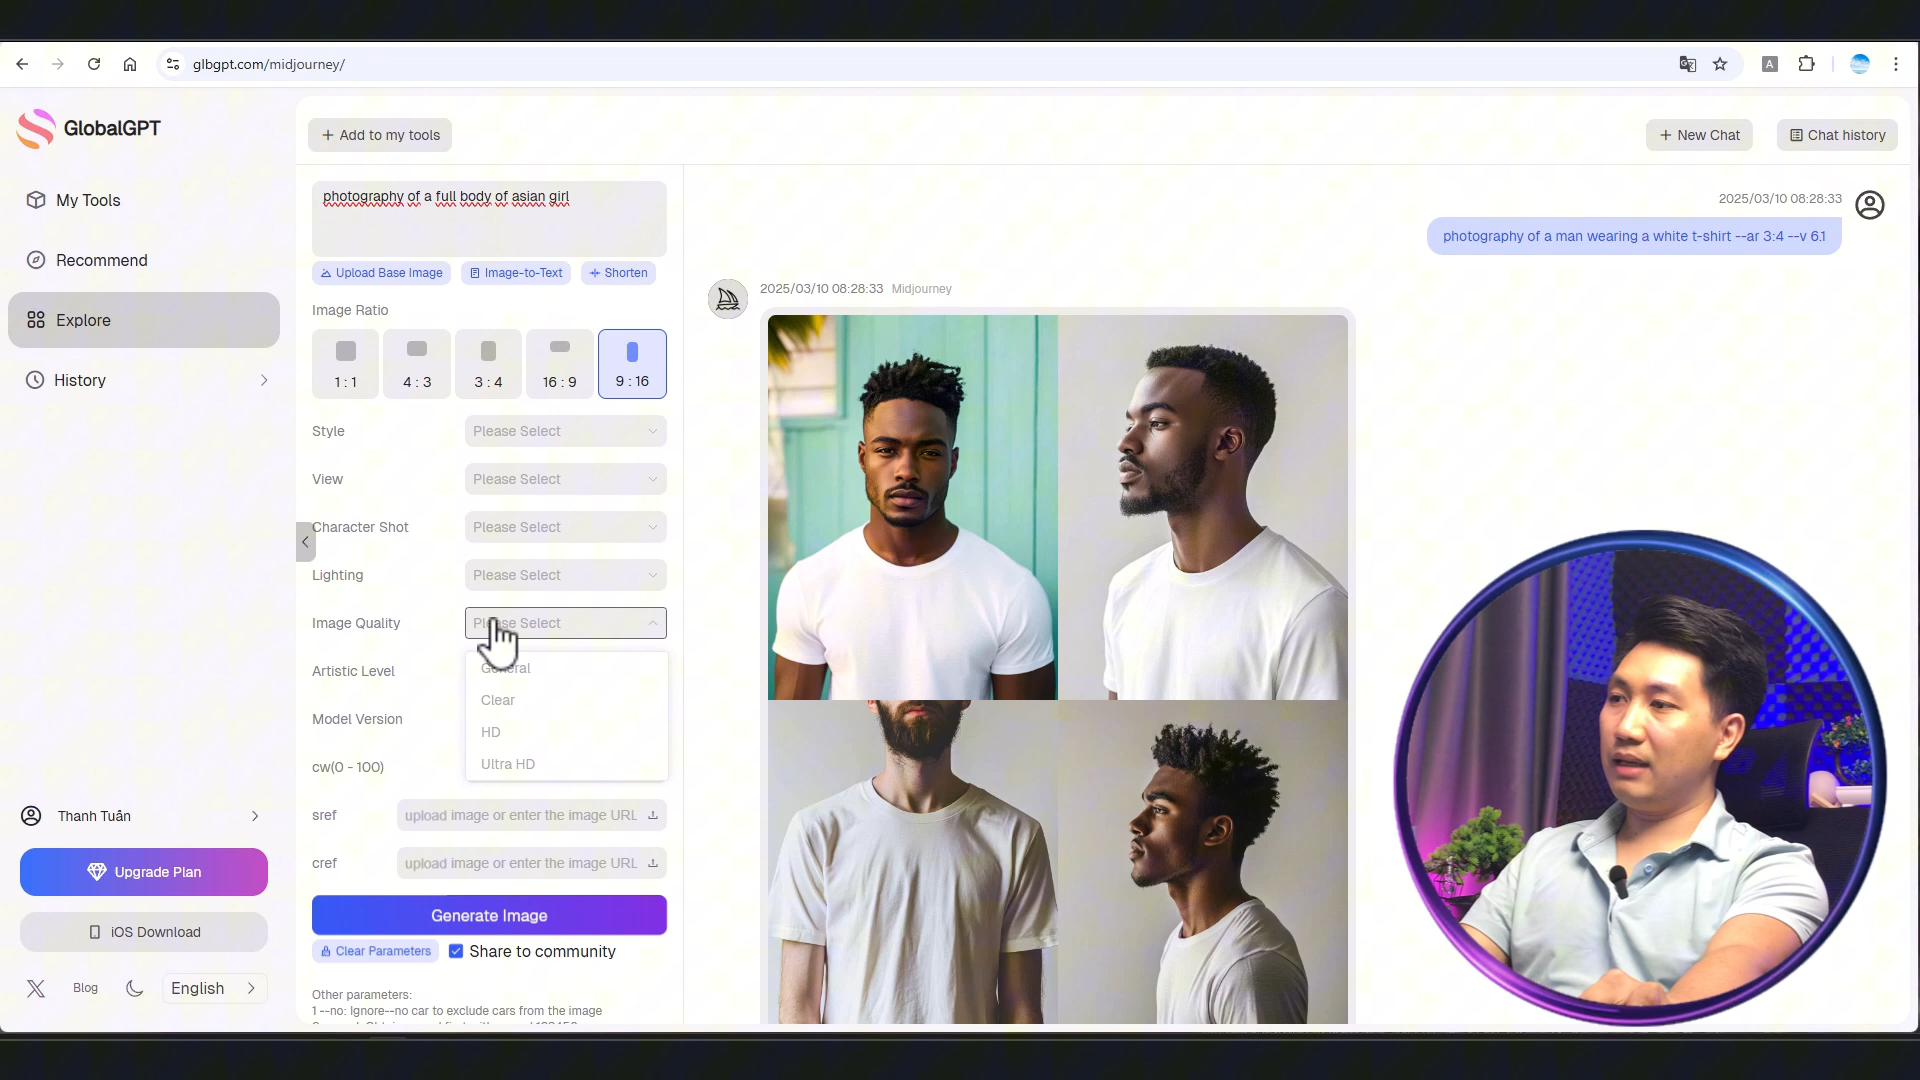 glbgpt.com/midjourney/
A
GlobalGPT
+ Add to my tools
+ New Chat
Chat history
My Tools
Recommend
Explore
History
photography of a full body of asian girl
Upload Base Image
Image-to-Text
Shorten
Image Ratio
1 : 1
4 : 3
3 : 4
16 : 9
9 : 16
Style
Please Select
View
Please Select
Character Shot
Please Select
Lighting
Please Select
Image Quality
Please Select
General
Clear
HD
Ultra HD
Artistic Level
Model Version
cw(0 - 100)
sref
upload image or enter the image URL
cref
upload image or enter the image URL
Generate Image
Clear Parameters
Share to community
Other parameters:
1 --no: Ignore--no car to exclude cars from the image
2025/03/10 08:28:33
photography of a man wearing a white t-shirt --ar 3:4 --v 6.1
2025/03/10 08:28:33 Midjourney
Thanh Tuân
Upgrade Plan
iOS Download
Blog
English